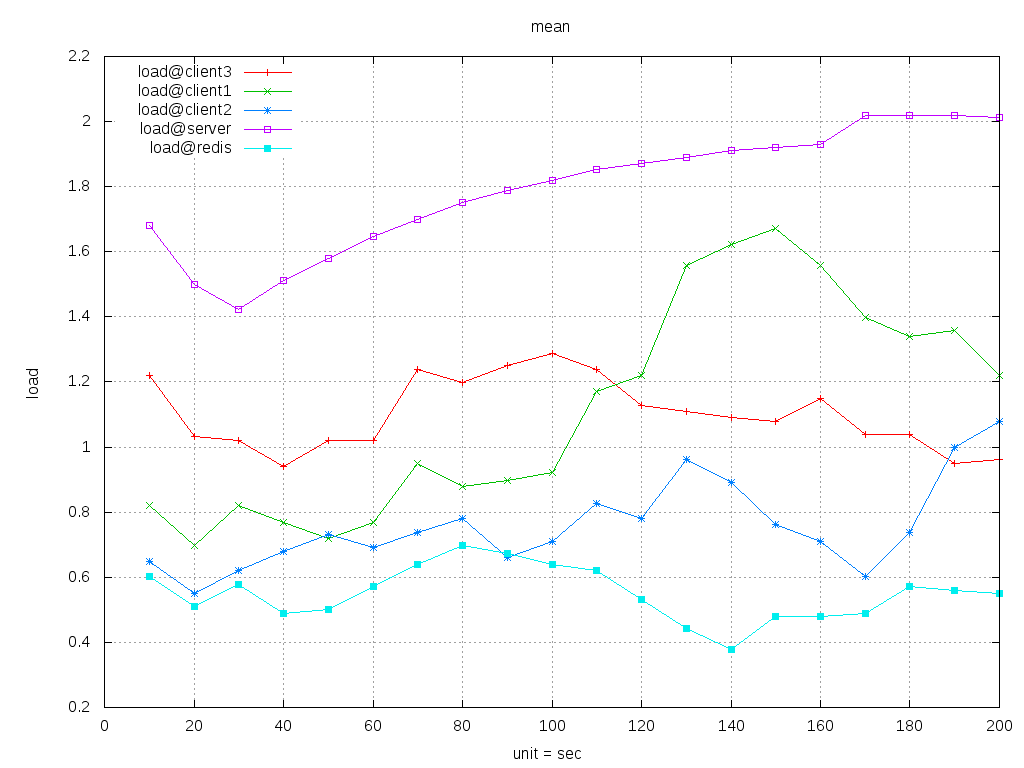 mean
load@client3
load@client1
load@client2
load@server
load@redis
2.2
2
1.8
1.6
1.4
1.2
1
0.8
0.6
0.4
0.2
load
0 20 40 60 80 100 120 140 160 180 200
unit = sec